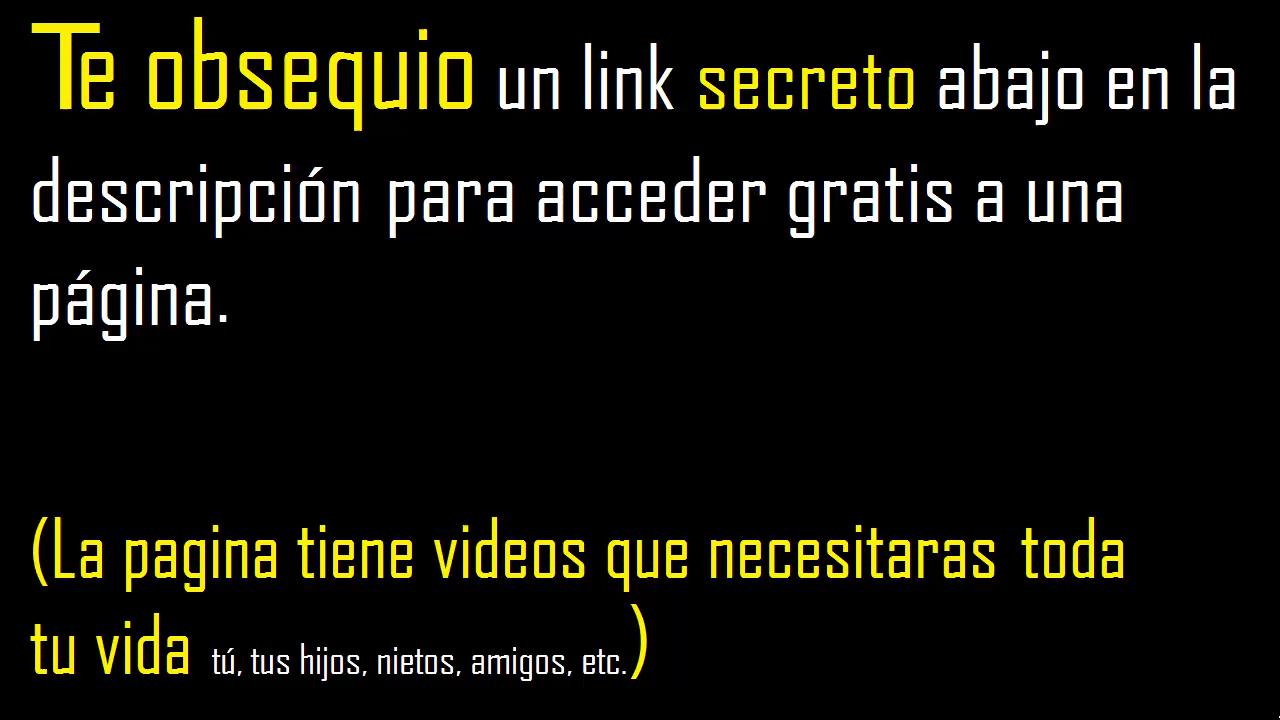 Te obsequio un link secreto abajo en la
descripción para acceder gratis a una
página.
(La pagina tiene videos que necesitaras toda
tu vida tú, tus hijos, nietos, amigos, etc.)